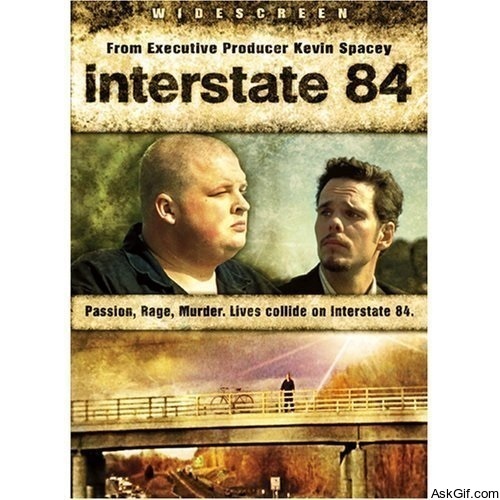 WIDESCREEN
From Executive Producer Kevin Spacey
interstate 84
Passion, Rage, Murder. Lives collide on Interstate 84.
AskGif.com